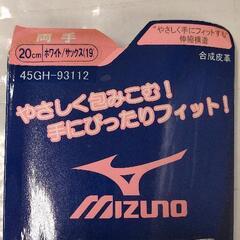 両手
20cm ホワイト/サックス(19)
45GH-93112
"やさしく手にフィットする"
伸縮構造
合成皮革
やさしく包みこむ!
手にぴったりフィット!
MIZUNO